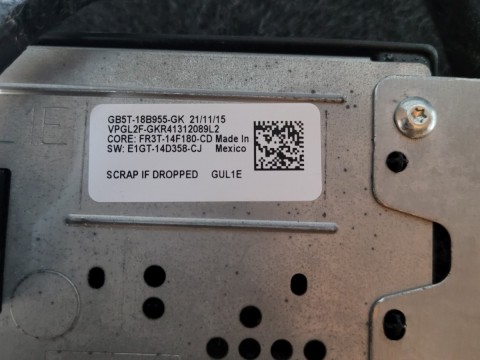 GB5T-18B955-GK 21/11/15
VPGL2F-GKR41312089L2
CORE: FR3T-14F180-CD Made In
SW: E1GT-14D358-CJ Mexico
SCRAP IF DROPPED GUL1E